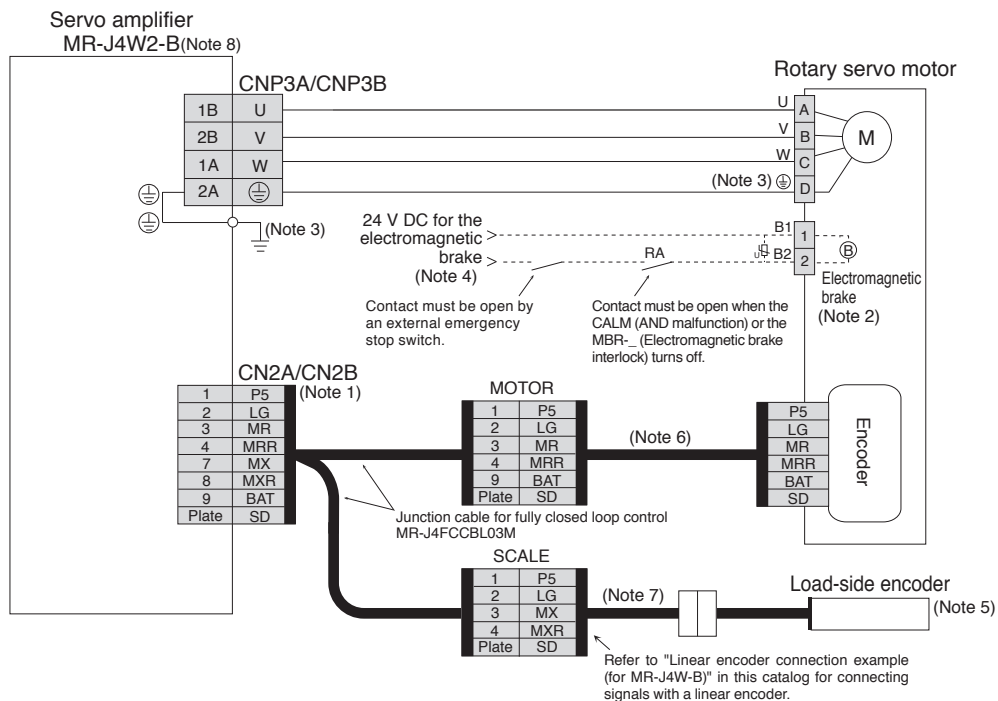 Servo amplifier
MR-J4W2-B(Note 8)
CNP3A/CNP3B
1B U
2B V
1A W
2A
(Note 3)
Rotary servo motor
U A
V B
W C
(Note 3) D
M
24 V DC for the
electromagnetic
brake
(Note 4)
RA
B1 1
B2 2
U
B
Electromagnetic
brake
(Note 2)
Contact must be open by
an external emergency
stop switch.
Contact must be open when the
CALM (AND malfunction) or the
MBR-_ (Electromagnetic brake
interlock) turns off.
CN2A/CN2B
(Note 1)
1 P5
2 LG
3 MR
4 MRR
7 MX
8 MXR
9 BAT
Plate SD
MOTOR
1 P5
2 LG
3 MR
4 MRR
9 BAT
Plate SD
(Note 6)
P5
LG
MR
MRR
BAT
SD
Encoder
Junction cable for fully closed loop control
MR-J4FCCBL03M
SCALE
1 P5
2 LG
3 MX
4 MXR
Plate SD
(Note 7)
Load-side encoder
(Note 5)
Refer to "Linear encoder connection example
(for MR-J4W-B)" in this catalog for connecting
signals with a linear encoder.